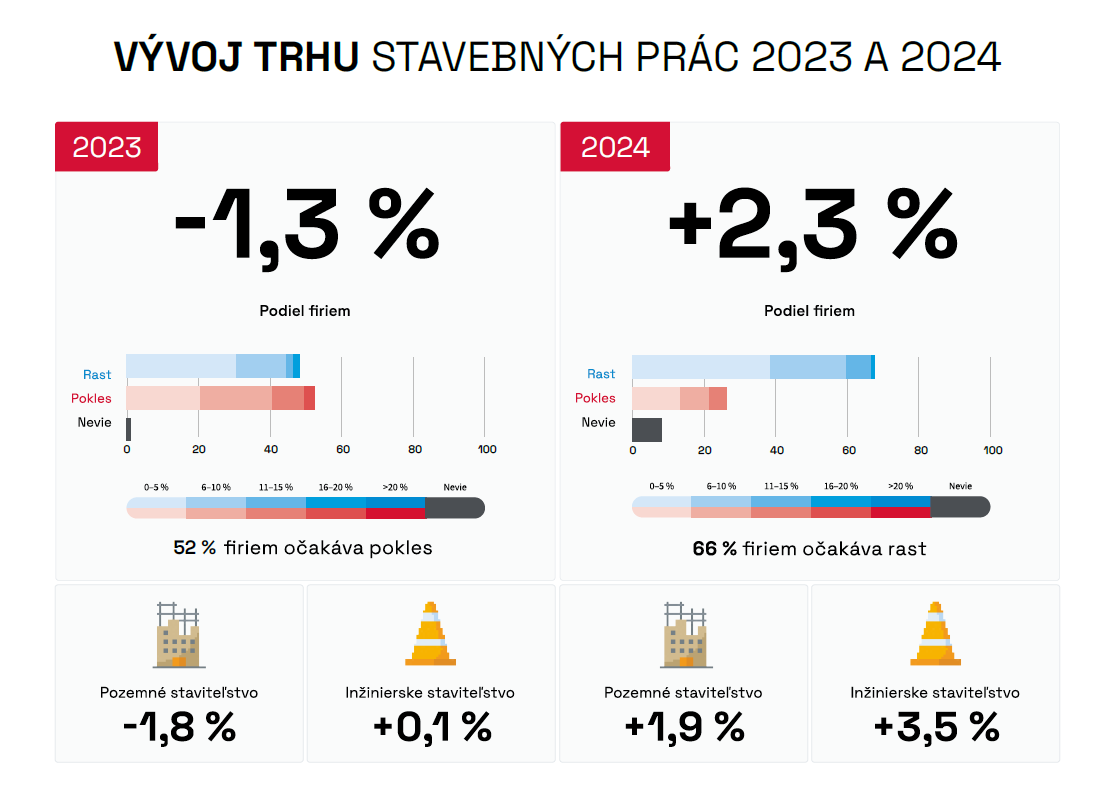 VÝVOJ TRHU STAVEBNÝCH PRÁC 2023 A 2024
2023
-1,3 %
Podiel firiem
Rast
Pokles
Nevie
0 20 40 60 80 100
0–5 % 6–10 % 11–15 % 16–20 % >20 % Nevie
52 % firiem očakáva pokles
Pozemné staviteľstvo
-1,8 %
Inžinierske staviteľstvo
+0,1 %
2024
+2,3 %
Podiel firiem
Rast
Pokles
Nevie
0 20 40 60 80 100
0–5 % 6–10 % 11–15 % 16–20 % >20 % Nevie
66 % firiem očakáva rast
Pozemné staviteľstvo
+1,9 %
Inžinierske staviteľstvo
+3,5 %